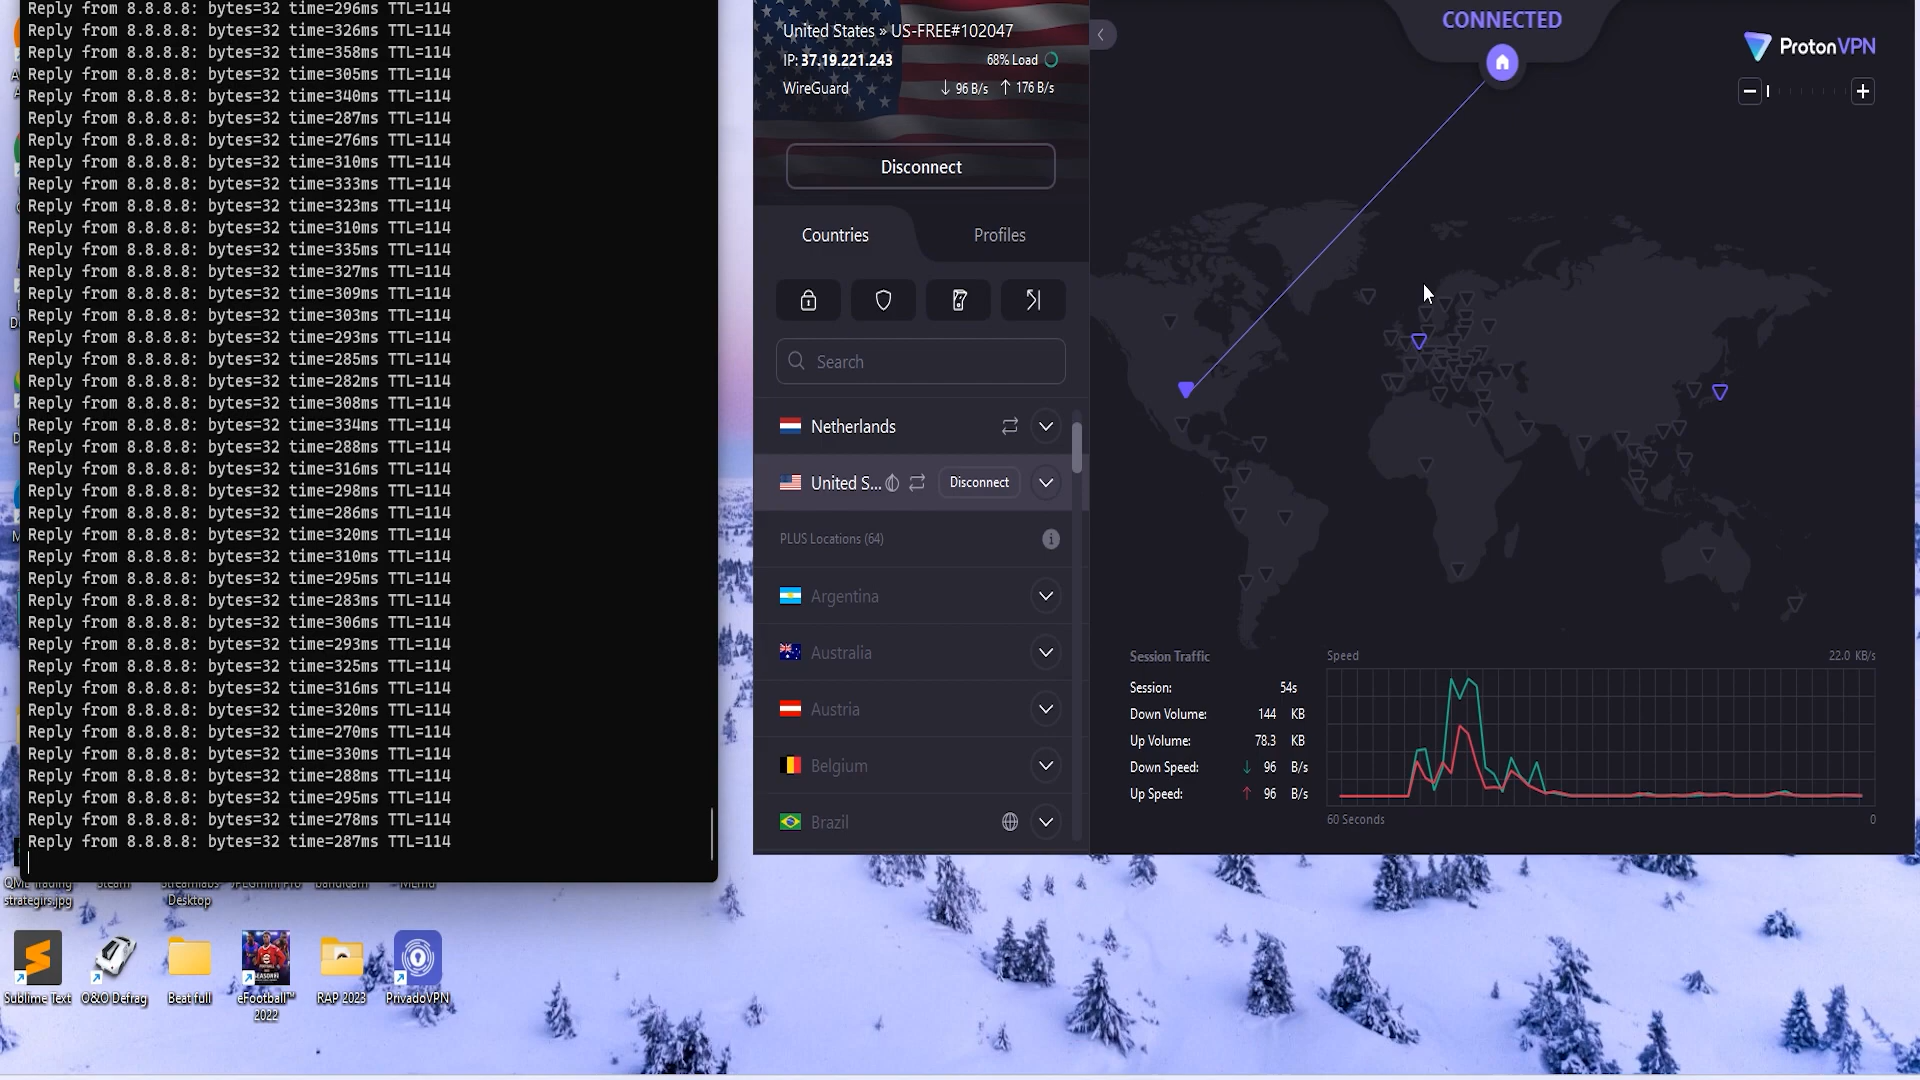 Reply from 8.8.8.8: bytes=32 time=296ms TTL=114
Reply from 8.8.8.8: bytes=32 time=326ms TTL=114
Reply from 8.8.8.8: bytes=32 time=358ms TTL=114
Reply from 8.8.8.8: bytes=32 time=305ms TTL=114
Reply from 8.8.8.8: bytes=32 time=340ms TTL=114
Reply from 8.8.8.8: bytes=32 time=287ms TTL=114
Reply from 8.8.8.8: bytes=32 time=276ms TTL=114
Reply from 8.8.8.8: bytes=32 time=310ms TTL=114
Reply from 8.8.8.8: bytes=32 time=333ms TTL=114
Reply from 8.8.8.8: bytes=32 time=323ms TTL=114
Reply from 8.8.8.8: bytes=32 time=310ms TTL=114
Reply from 8.8.8.8: bytes=32 time=335ms TTL=114
Reply from 8.8.8.8: bytes=32 time=327ms TTL=114
Reply from 8.8.8.8: bytes=32 time=309ms TTL=114
Reply from 8.8.8.8: bytes=32 time=303ms TTL=114
Reply from 8.8.8.8: bytes=32 time=293ms TTL=114
Reply from 8.8.8.8: bytes=32 time=285ms TTL=114
Reply from 8.8.8.8: bytes=32 time=282ms TTL=114
Reply from 8.8.8.8: bytes=32 time=308ms TTL=114
Reply from 8.8.8.8: bytes=32 time=334ms TTL=114
Reply from 8.8.8.8: bytes=32 time=288ms TTL=114
Reply from 8.8.8.8: bytes=32 time=316ms TTL=114
Reply from 8.8.8.8: bytes=32 time=298ms TTL=114
Reply from 8.8.8.8: bytes=32 time=286ms TTL=114
Reply from 8.8.8.8: bytes=32 time=320ms TTL=114
Reply from 8.8.8.8: bytes=32 time=310ms TTL=114
Reply from 8.8.8.8: bytes=32 time=295ms TTL=114
Reply from 8.8.8.8: bytes=32 time=283ms TTL=114
Reply from 8.8.8.8: bytes=32 time=306ms TTL=114
Reply from 8.8.8.8: bytes=32 time=293ms TTL=114
Reply from 8.8.8.8: bytes=32 time=325ms TTL=114
Reply from 8.8.8.8: bytes=32 time=316ms TTL=114
Reply from 8.8.8.8: bytes=32 time=320ms TTL=114
Reply from 8.8.8.8: bytes=32 time=270ms TTL=114
Reply from 8.8.8.8: bytes=32 time=330ms TTL=114
Reply from 8.8.8.8: bytes=32 time=288ms TTL=114
Reply from 8.8.8.8: bytes=32 time=295ms TTL=114
Reply from 8.8.8.8: bytes=32 time=278ms TTL=114
Reply from 8.8.8.8: bytes=32 time=287ms TTL=114
strategirs.jpg
Desktop
Sublime Text
O&O Defrag
Beat full
eFootball™
2022
RAP 2023
PrivadoVPN
United States » US-FREE#102047
IP: 37.19.221.243
68% Load
WireGuard
↓ 96 B/s ↑ 176 B/s
Disconnect
Countries
Profiles
Search
Netherlands
United S...
Disconnect
PLUS Locations (64)
Argentina
Australia
Austria
Belgium
Brazil
CONNECTED
ProtonVPN
Session Traffic
Session: 54s
Down Volume: 144 KB
Up Volume: 78.3 KB
Down Speed: ↓ 96 B/s
Up Speed: ↑ 96 B/s
Speed
22.0 KB/s
60 Seconds
0